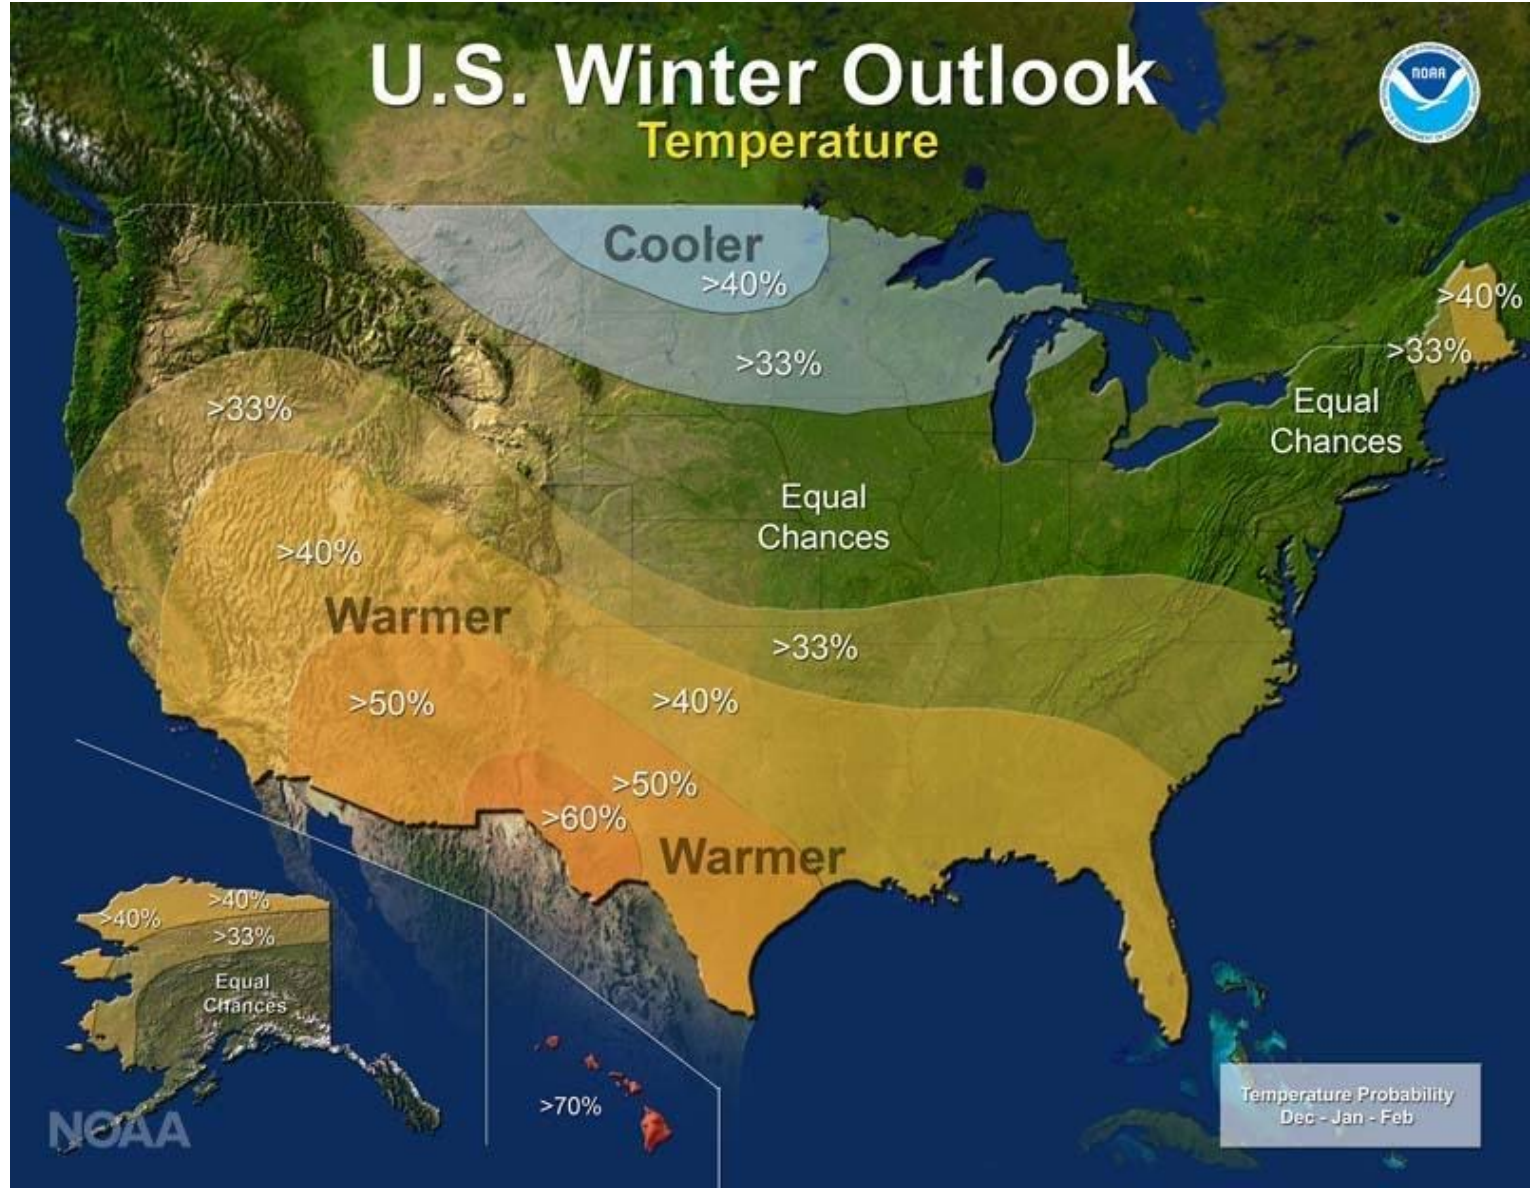 U.S. Winter Outlook
Temperature
NOAA
Cooler
>40%
>40%
>33%
>33%
>33%
Equal
Chances
Equal
Chances
>40%
Warmer
>33%
>50%
>40%
>50%
>60%
Warmer
>40%
>40%
>33%
Equal
Chances
>70%
Temperature Probability
Dec - Jan - Feb
NOAA